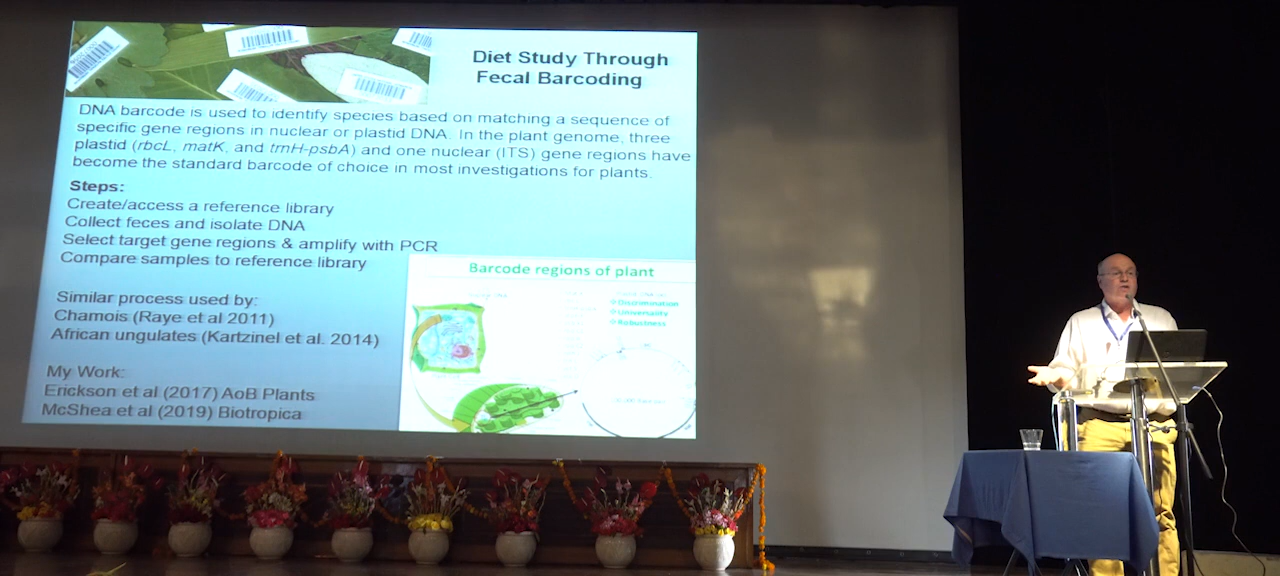 Diet Study Through
Fecal Barcoding
DNA barcode is used to identify species based on matching a sequence of
specific gene regions in nuclear or plastid DNA. In the plant genome, three
plastid (rbcL, matK, and trnH-psbA) and one nuclear (ITS) gene regions have
become the standard barcode of choice in most investigations for plants.
Steps:
Create/access a reference library
Collect feces and isolate DNA
Select target gene regions & amplify with PCR
Compare samples to reference library
Similar process used by:
Chamois (Raye et al 2011)
African ungulates (Kartzinel et al. 2014)
My Work:
Erickson et al (2017) AoB Plants
McShea et al (2019) Biotropica
Barcode regions of plant
Discrimination
Universality
Robustness